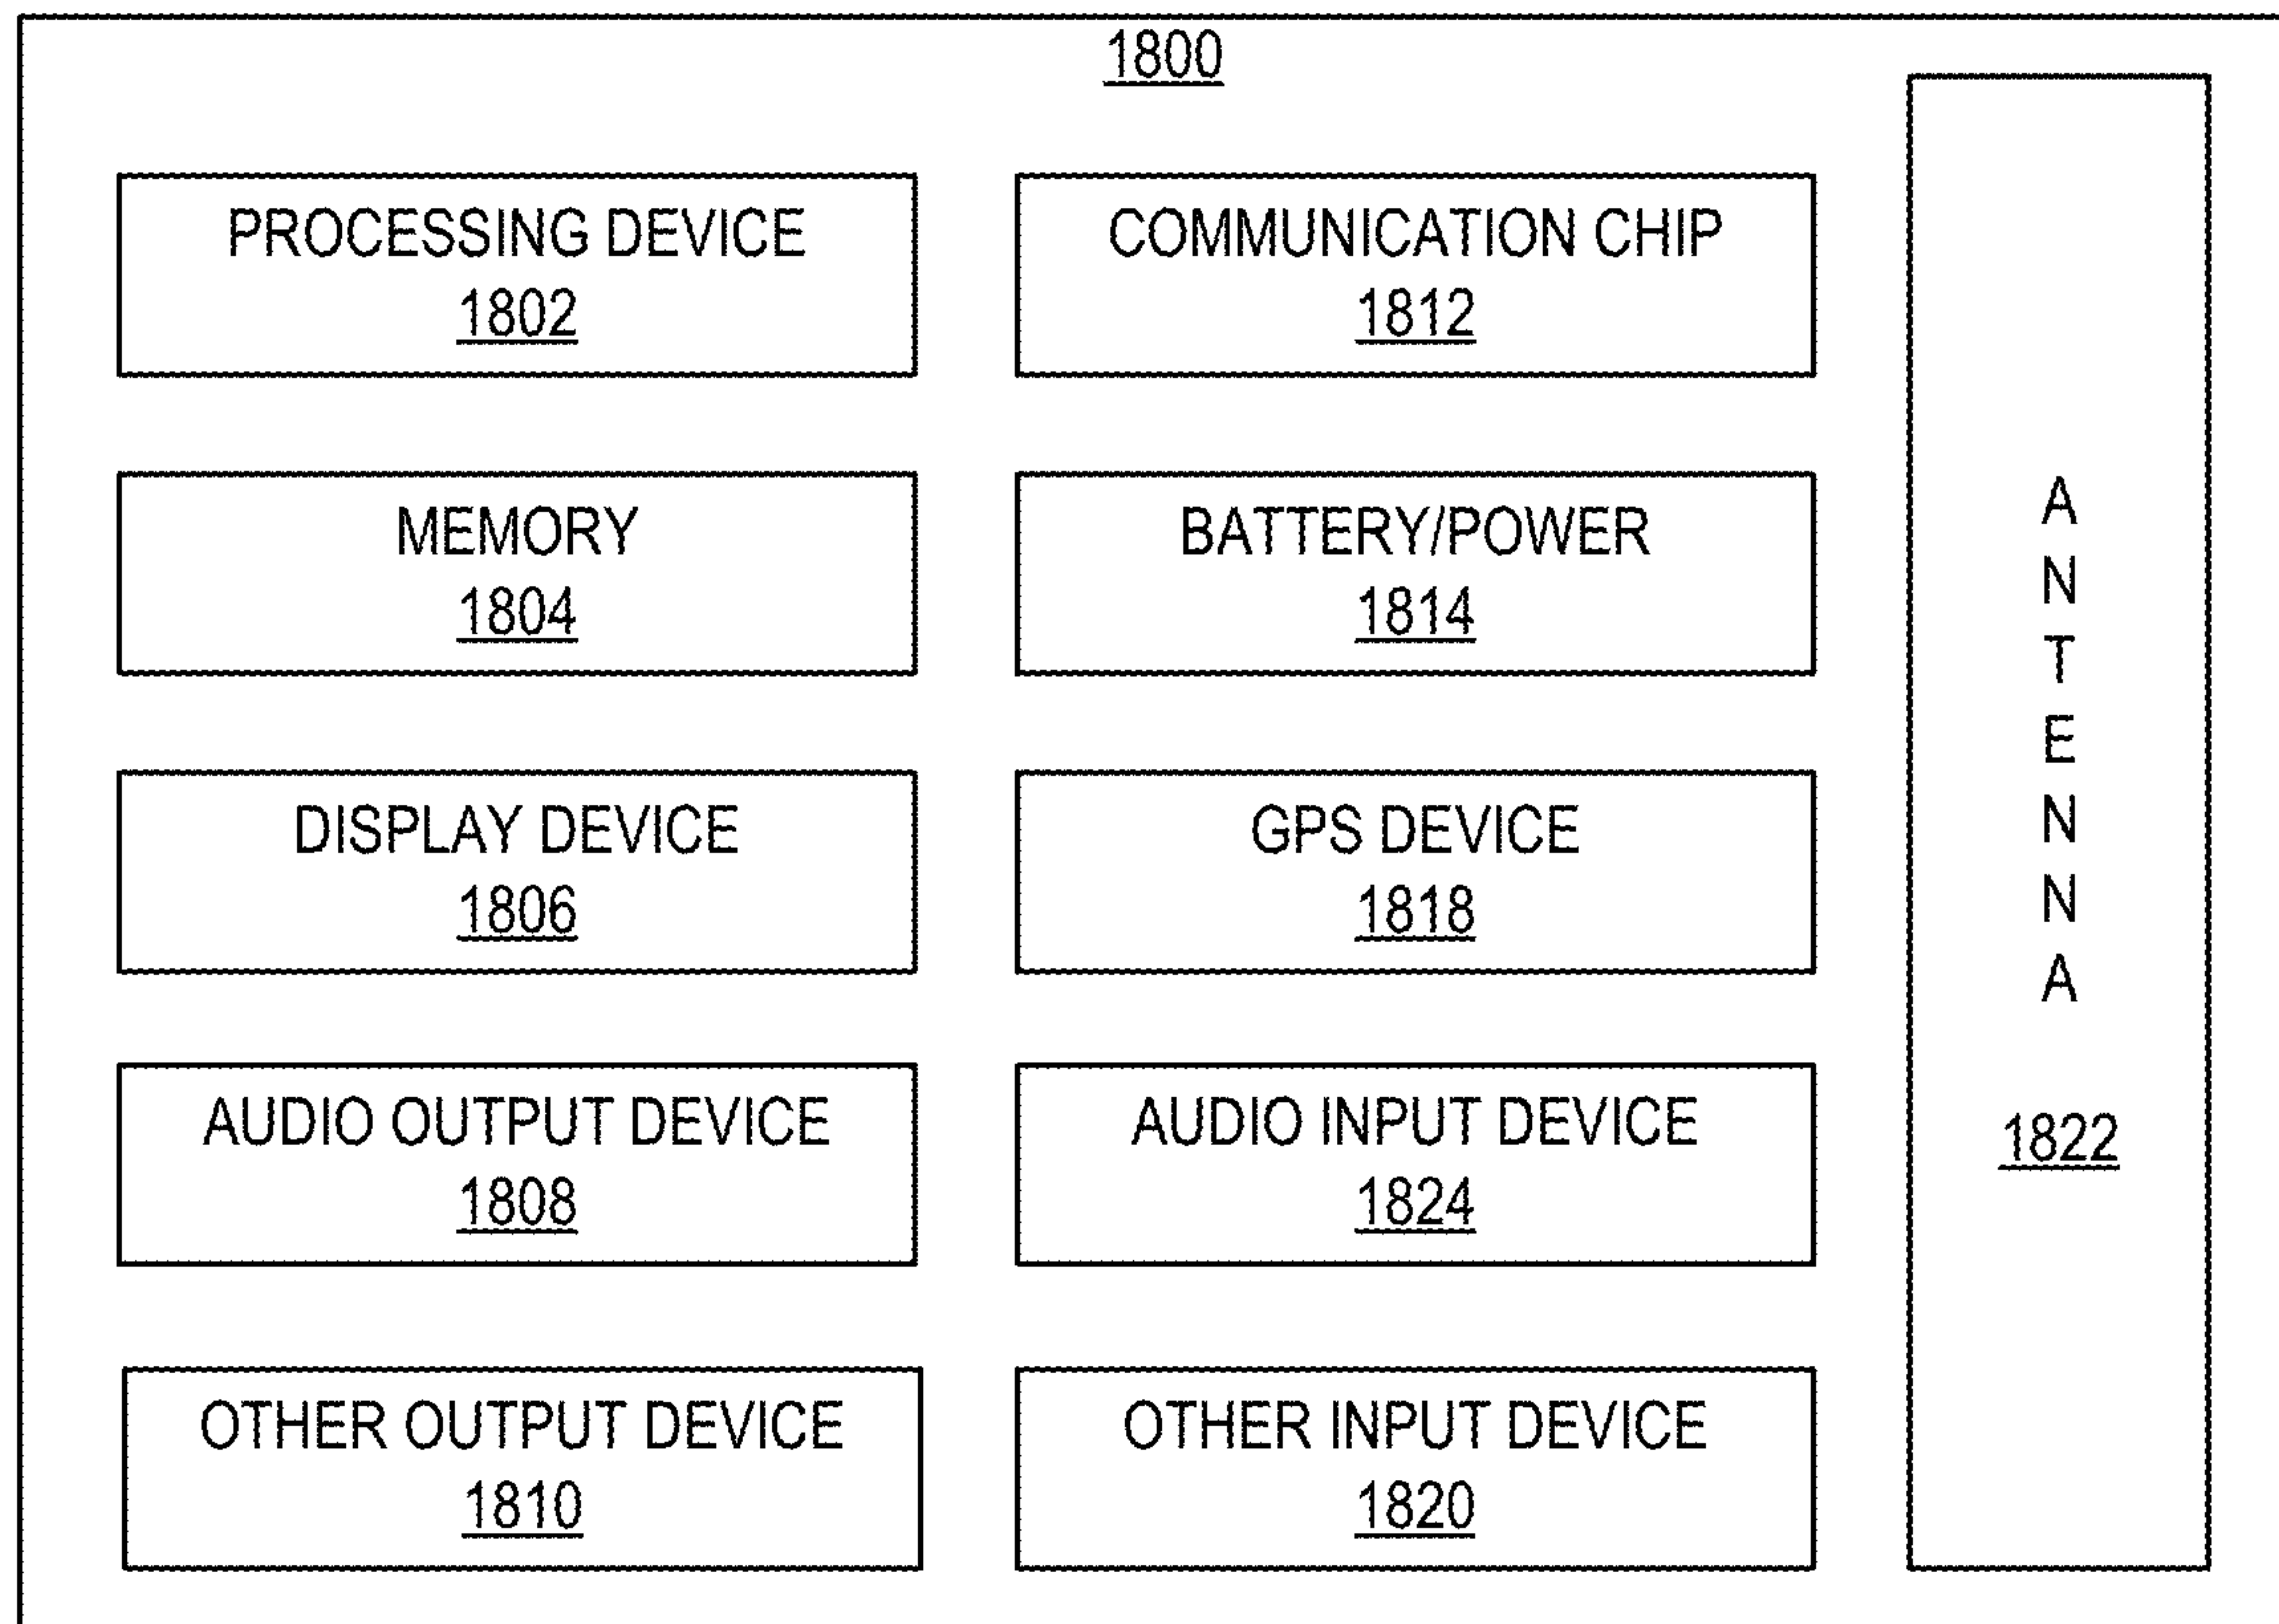 1800
PROCESSING DEVICE
1802
COMMUNICATION CHIP
1812
MEMORY
1804
BATTERY/POWER
1814
DISPLAY DEVICE
1806
GPS DEVICE
1818
AUDIO OUTPUT DEVICE
1808
AUDIO INPUT DEVICE
1824
OTHER OUTPUT DEVICE
1810
OTHER INPUT DEVICE
1820
ANTENNA
1822